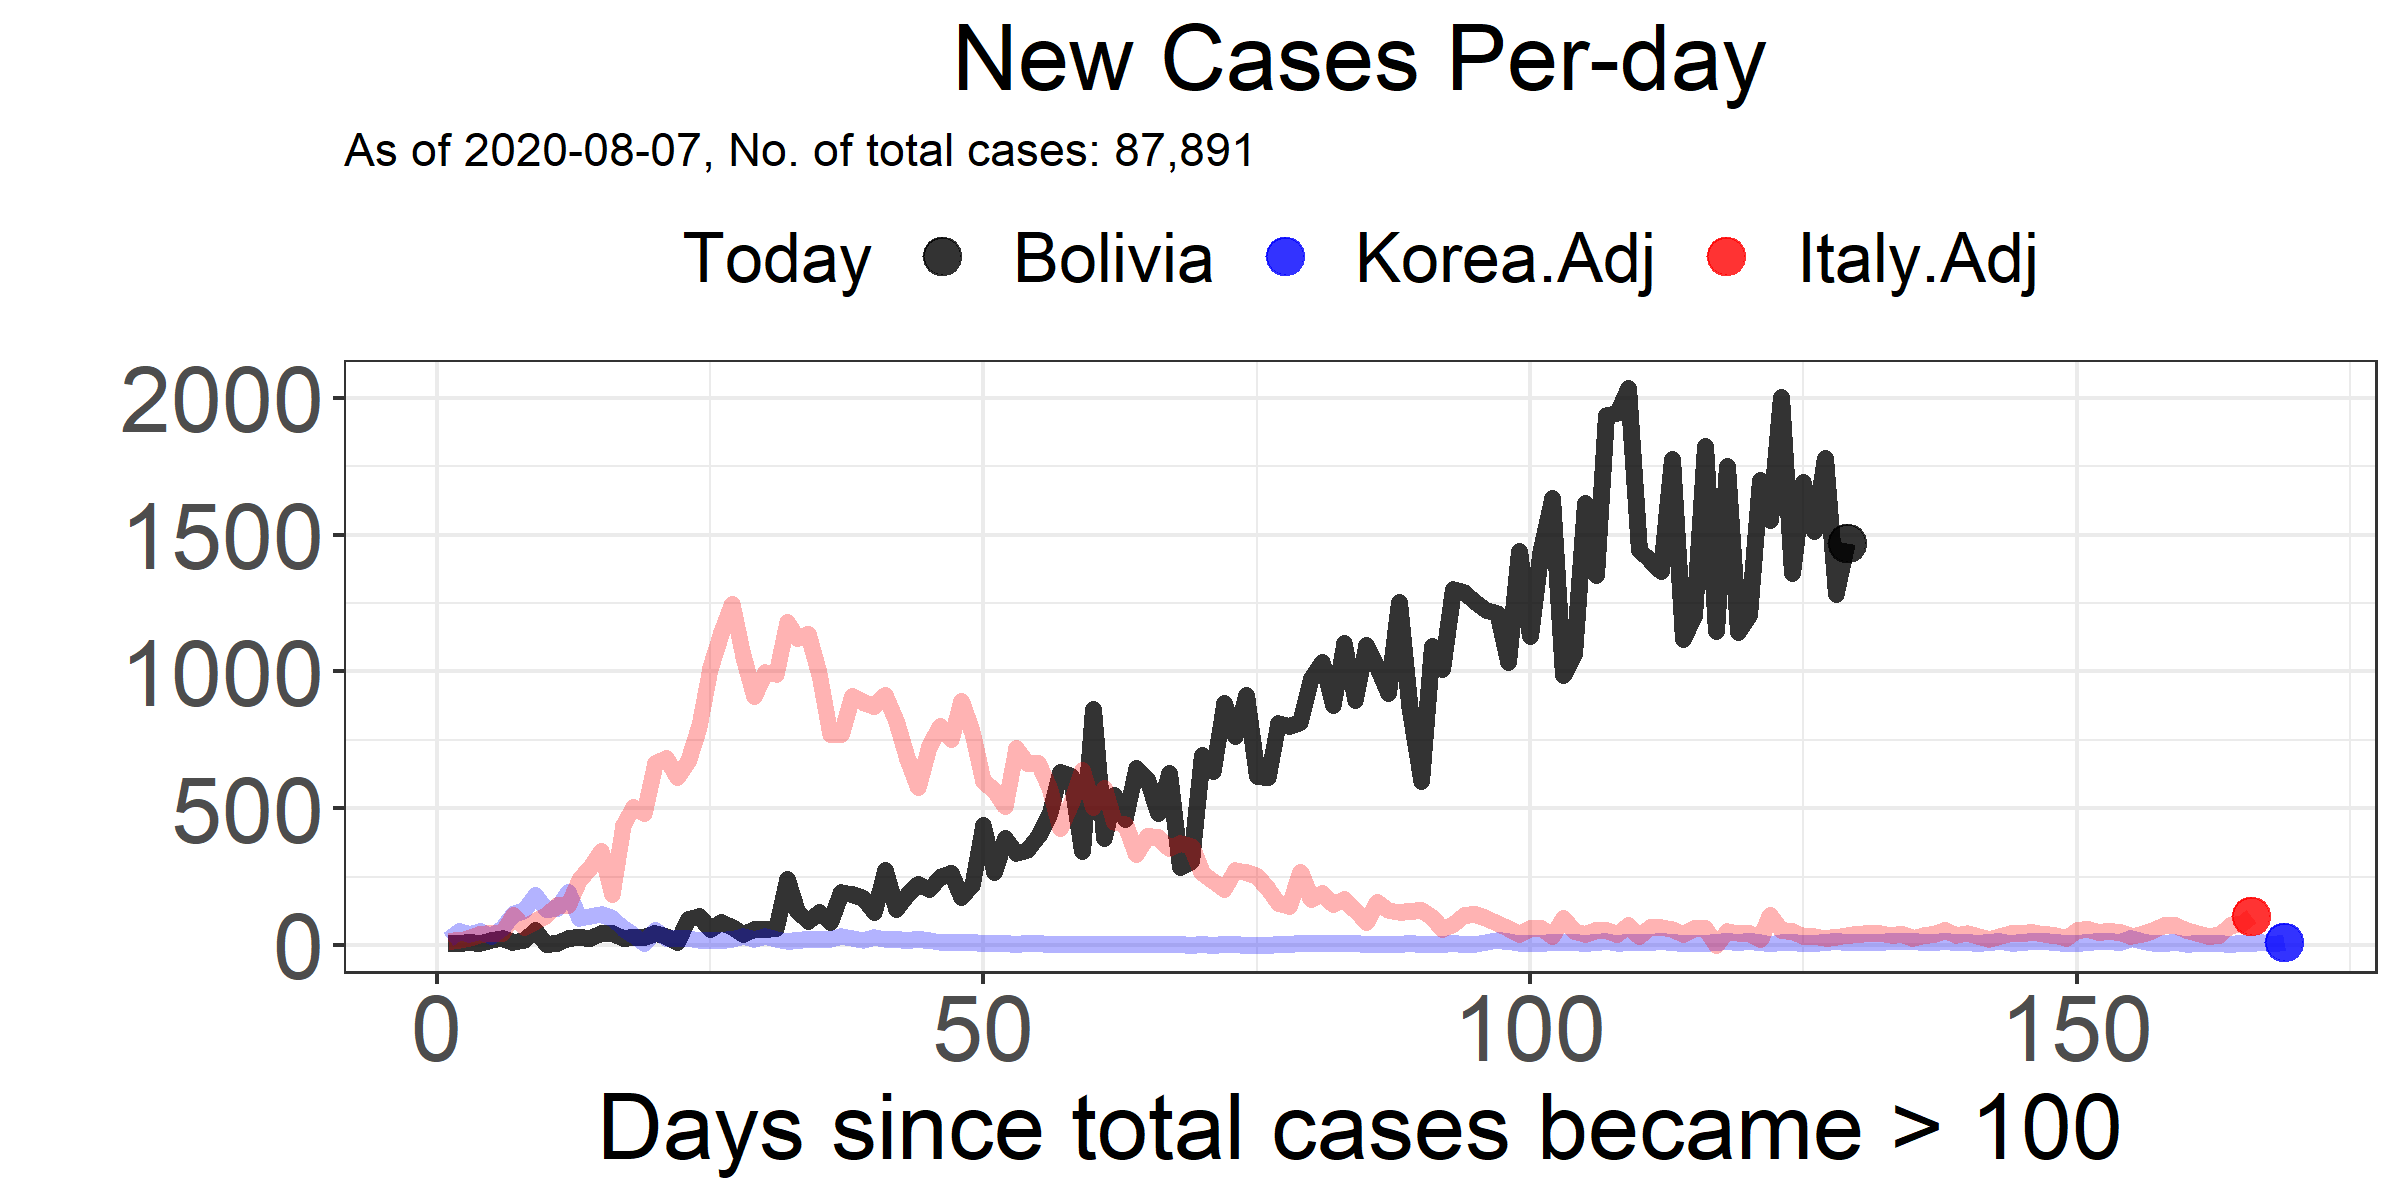 New Cases Per-day
As of 2020-08-07, No. of total cases: 87,891
Today Bolivia Korea.Adj Italy.Adj
2000
1500
1000
500
0
0 50 100 150
Days since total cases became > 100